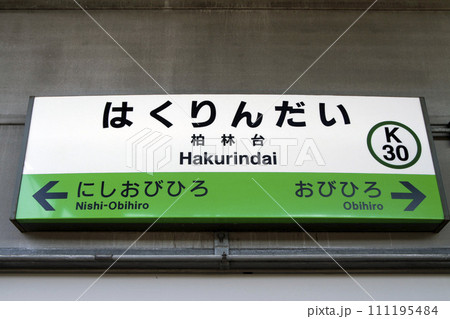 はくりんだい
柏林台
Hakurindai
K
30
にしおびひろ
Nishi-Obihiro
おびひろ
Obihiro
PIXTA
pixta.jp - 111195484